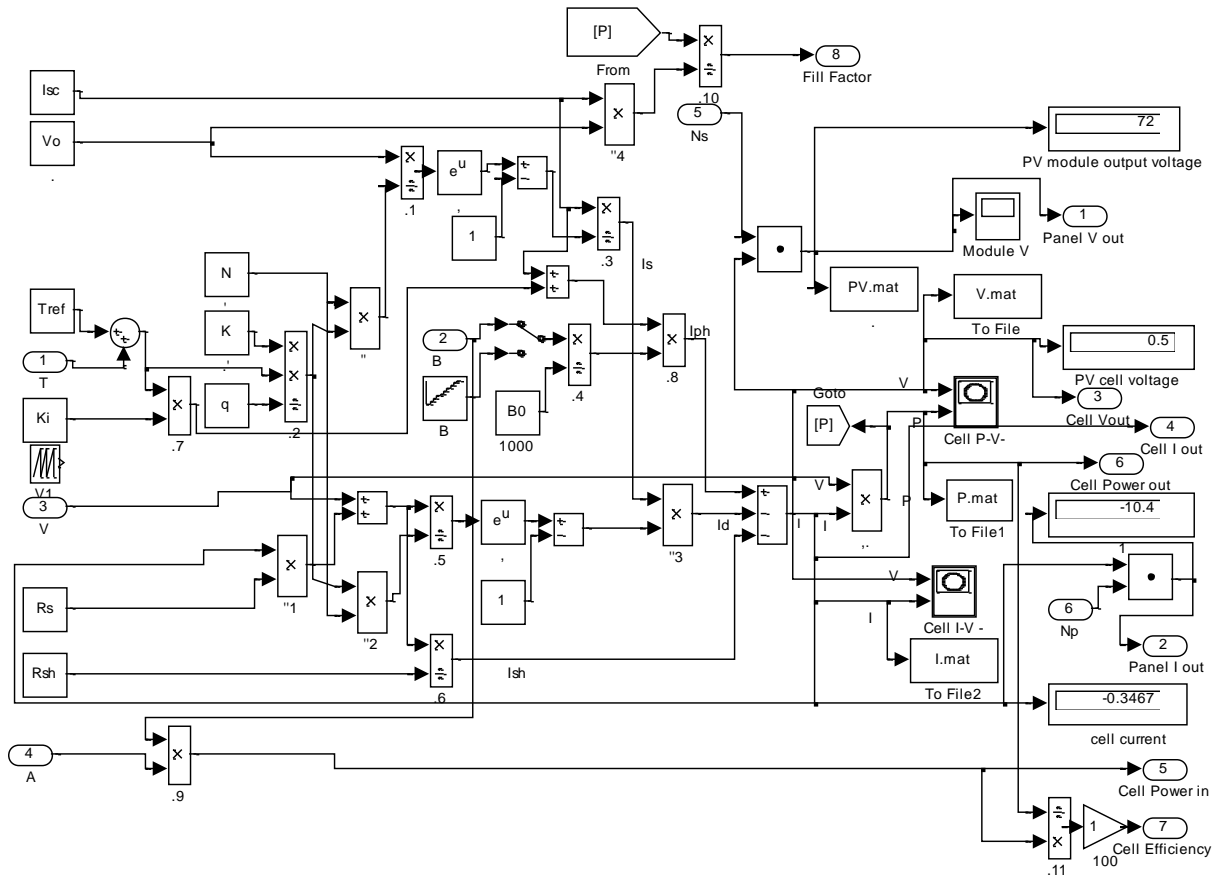 [P]
From
.10
8
Fill Factor
Isc
Vo
.
"4
5
Ns
72
PV module output voltage
.1
e^u
,
1
.3
Is
Module V
1
Panel V out
N
,
K
.'
q
.2
Tref
1
T
Ki
.7
V1
3
V
"
2
B
B
B0
1000
.4
Iph
.8
PV.mat
.
V.mat
To File
0.5
PV cell voltage
V
P
Cell P-V-
3
Cell Vout
Goto
[P]
4
Cell I out
6
Cell Power out
P.mat
To File1
-10.4
1
V
I
I
P
,.
Id
"3
e^u
,
1
.5
"1
"2
Rs
Rsh
.6
Ish
V
I
Cell I-V -
I.mat
To File2
6
Np
2
Panel I out
-0.3467
cell current
4
A
.9
5
Cell Power in
1
100
7
Cell Efficiency
.11